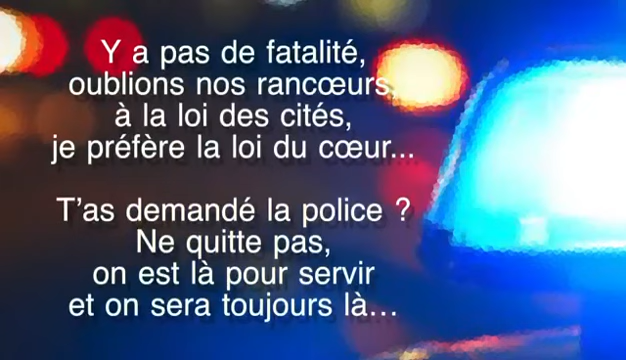 Y a pas de fatalité,
oublions nos rancœurs,
à la loi des cités,
je préfère la loi du cœur...
T'as demandé la police ?
Ne quitte pas,
on est là pour servir
et on sera toujours là...